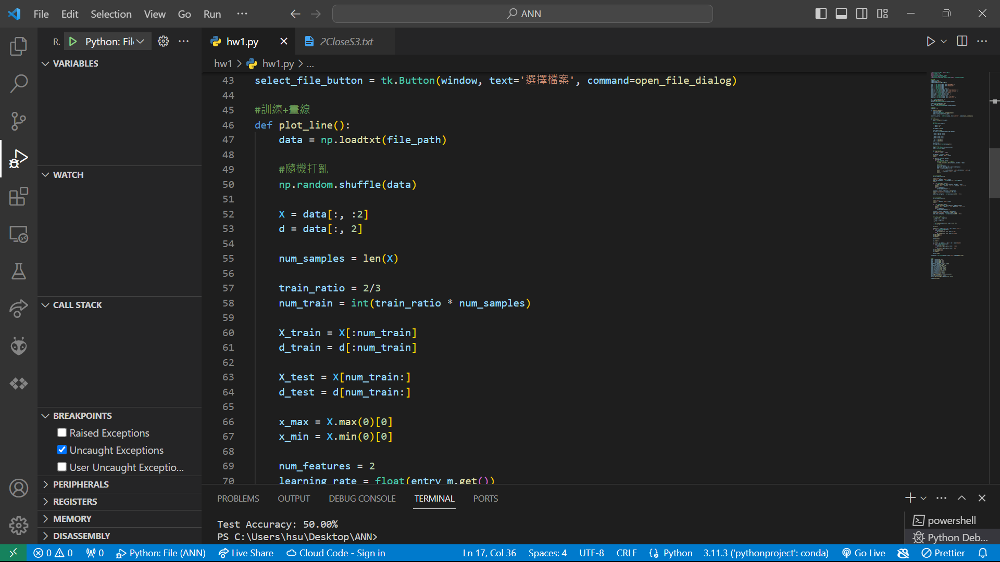 File Edit Selection View Go Run ··· ANN
R. Python: Fil
hw1.py 2CloseS3.txt
hw1 > hw1.py > ...
VARIABLES
WATCH
CALL STACK
BREAKPOINTS
Raised Exceptions
Uncaught Exceptions
User Uncaught Exceptio...
PERIPHERALS
REGISTERS
MEMORY
DISASSEMBLY
43 select_file_button = tk.Button(window, text='選擇檔案', command=open_file_dialog)
44
45 #訓練+畫線
46 def plot_line():
47 data = np.loadtxt(file_path)
48
49 #隨機打亂
50 np.random.shuffle(data)
51
52 X = data[:, :2]
53 d = data[:, 2]
54
55 num_samples = len(X)
56
57 train_ratio = 2/3
58 num_train = int(train_ratio * num_samples)
59
60 X_train = X[:num_train]
61 d_train = d[:num_train]
62
63 X_test = X[num_train:]
64 d_test = d[num_train:]
65
66 x_max = X.max(0)[0]
67 x_min = X.min(0)[0]
68
69 num_features = 2
70 learning_rate = float(entry_m.get())
PROBLEMS OUTPUT DEBUG CONSOLE TERMINAL PORTS
Test Accuracy: 50.00%
PS C:\Users\hsu\Desktop\ANN>
powershell
Python Deb...
0 0 0 Python: File (ANN) Live Share Cloud Code - Sign in Ln 17, Col 36 Spaces: 4 UTF-8 CRLF {} Python 3.11.3 ('pythonproject': conda) Go Live Prettier